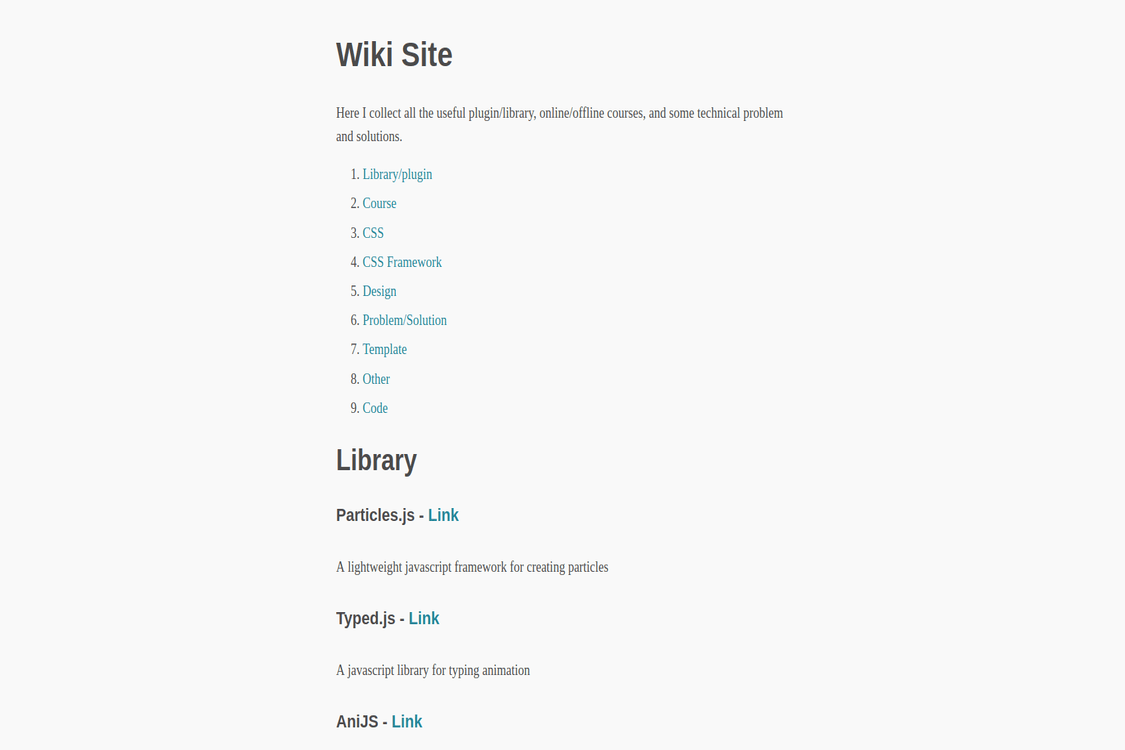 Wiki Site
Here I collect all the useful plugin/library, online/offline courses, and some technical problem
and solutions.
1. Library/plugin
2. Course
3. CSS
4. CSS Framework
5. Design
6. Problem/Solution
7. Template
8. Other
9. Code
Library
Particles.js - Link
A lightweight javascript framework for creating particles
Typed.js - Link
A javascript library for typing animation
AniJS - Link